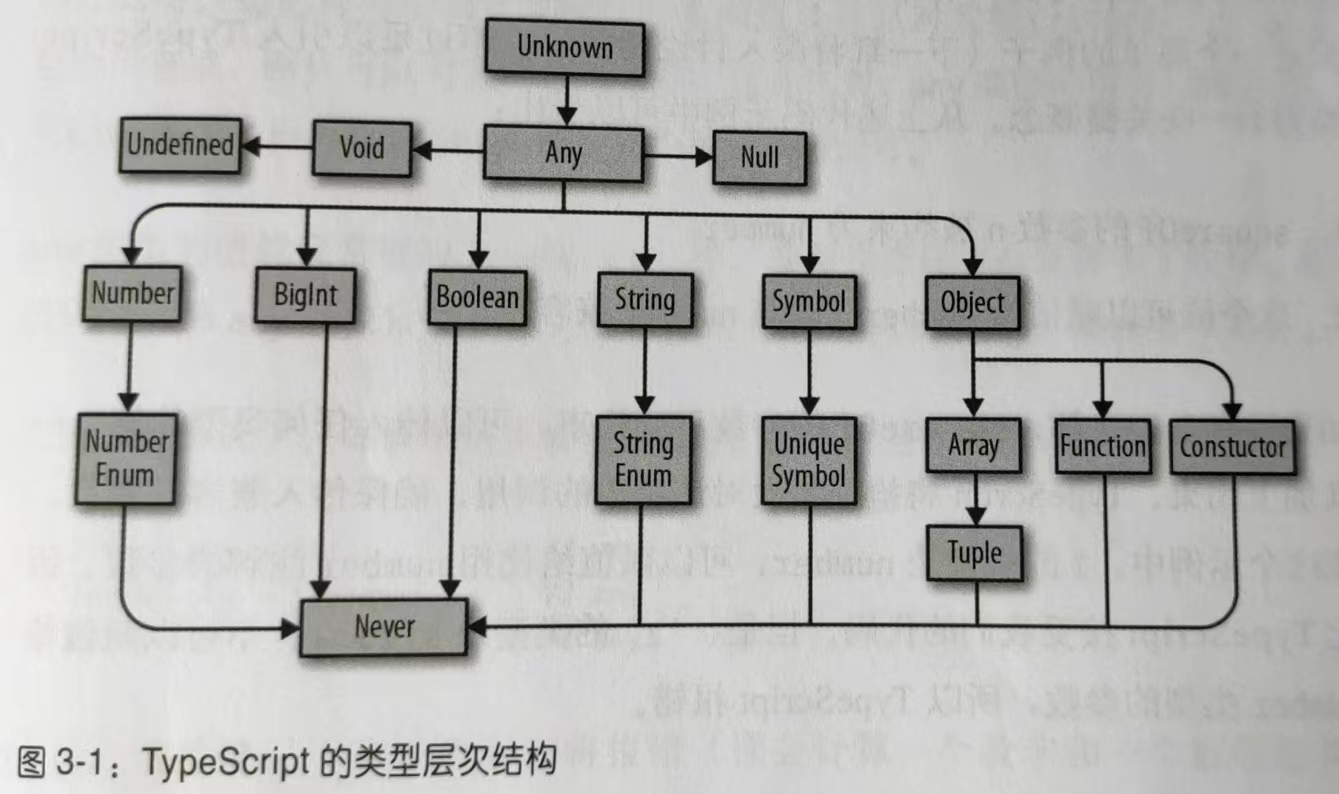 Unknown
Undefined
Void
Any
Null
Number
BigInt
Boolean
String
Symbol
Object
Number
Enum
String
Enum
Unique
Symbol
Array
Function
Constuctor
Tuple
Never
图 3-1：TypeScript 的类型层次结构